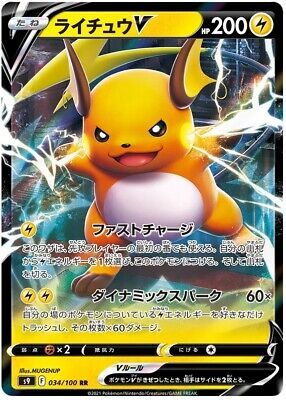 たね ライチュウV HP200
ファストチャージ
このワザは、先攻プレイヤーの最初の番でも使える。自分の山札
からエネルギーを1枚選び、このポケモンにつける。そして山札を
切る。
ダイナミックスパーク 60×
自分の場のポケモンについているエネルギーを好きなだけトラッシュ
し、その枚数×60ダメージ。
弱点 ×2 抵抗力 にげる
Illus.MUGENUP
Vルール
ポケモンVがきぜつしたとき、相手はサイドを2枚とる。
S9 F 034/100 RR
©2021 Pokémon/Nintendo/Creatures/GAME FREAK.